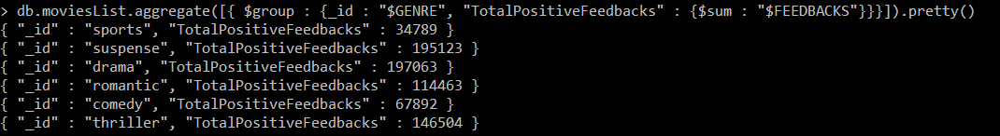 > db.moviesList.aggregate([{ $group : {_id : "$GENRE", "TotalPositiveFeedbacks" : {$sum : "$FEEDBACKS"}}}]).pretty()
{ "_id" : "sports", "TotalPositiveFeedbacks" : 34789 }
{ "_id" : "suspense", "TotalPositiveFeedbacks" : 195123 }
{ "_id" : "drama", "TotalPositiveFeedbacks" : 197063 }
{ "_id" : "romantic", "TotalPositiveFeedbacks" : 114463 }
{ "_id" : "comedy", "TotalPositiveFeedbacks" : 67892 }
{ "_id" : "thriller", "TotalPositiveFeedbacks" : 146504 }